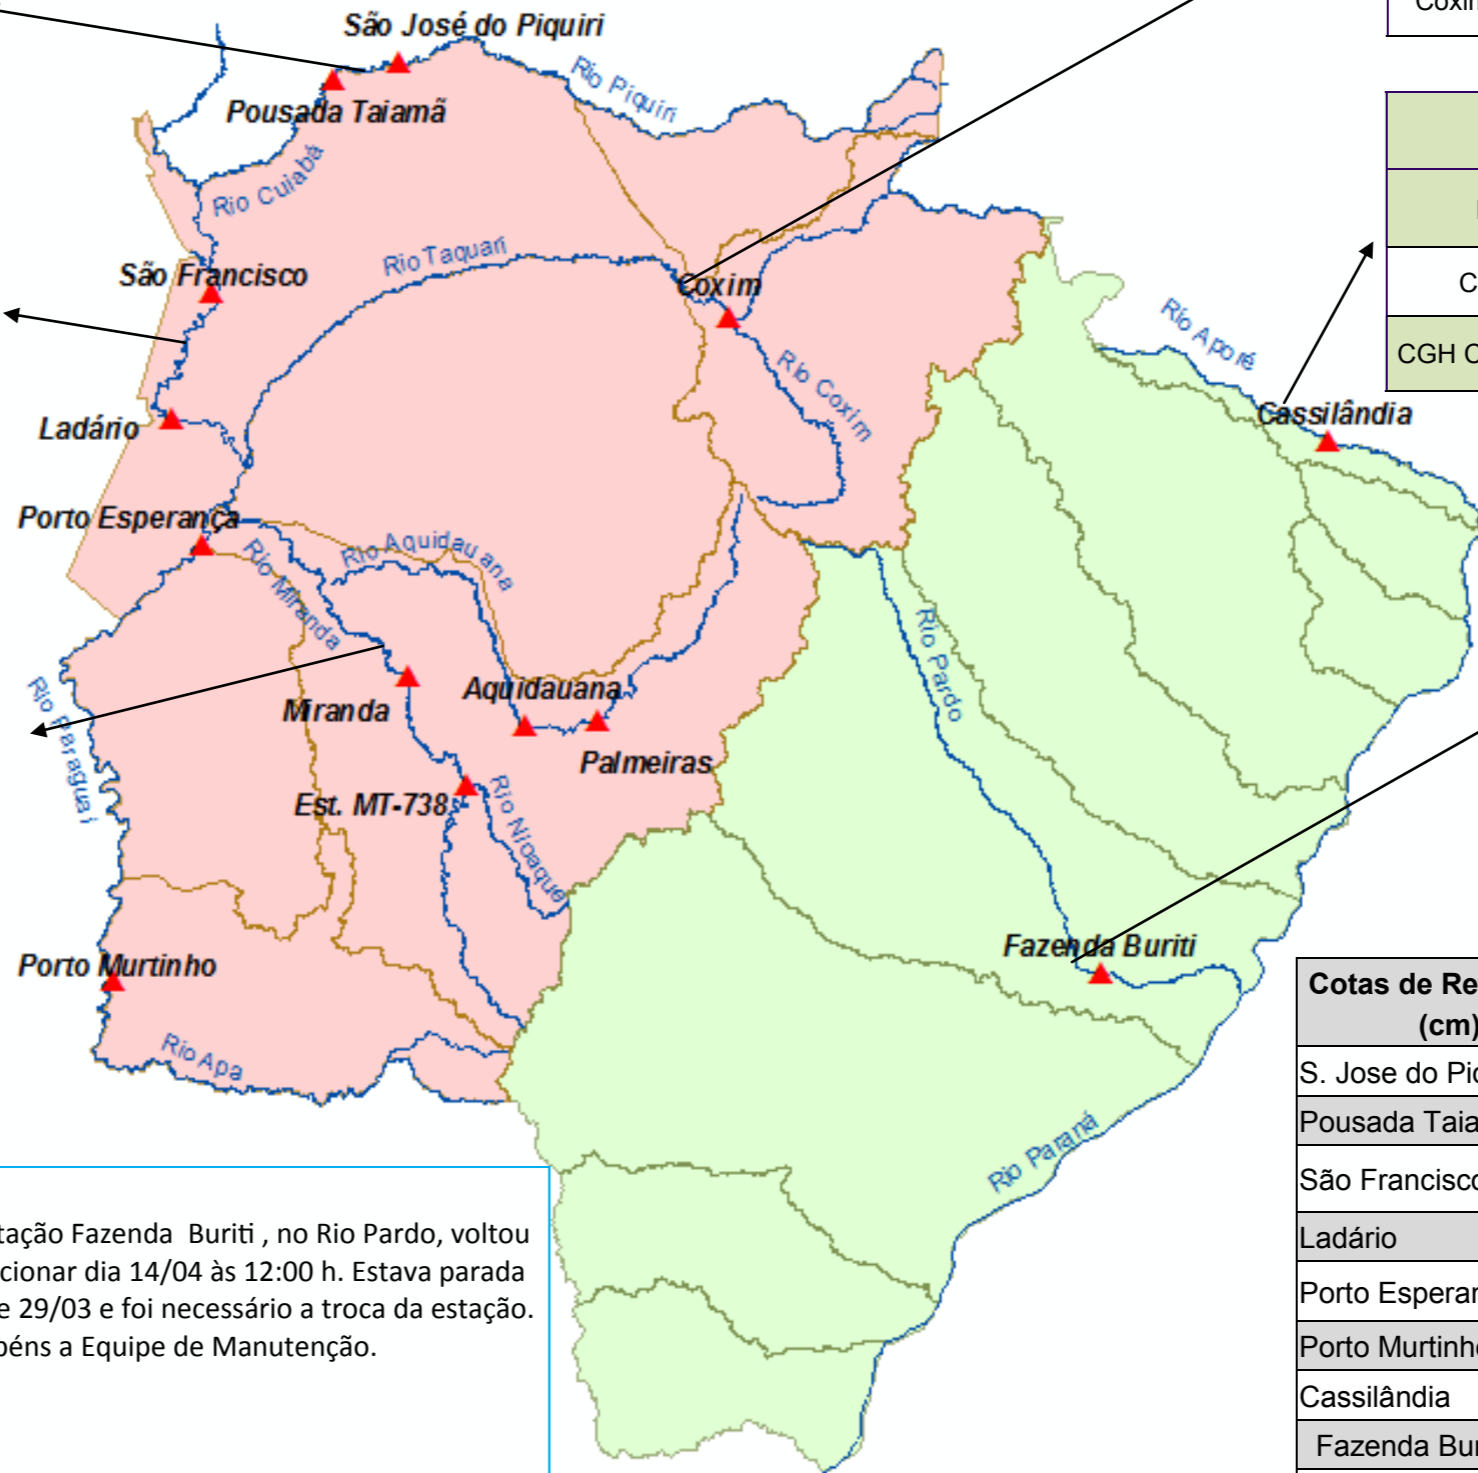 São José do Piquiri
Rio Piquiri
Pousada Taiamã
Rio Cuiabá
São Francisco
Rio Taquari
Coxim
Rio Coxim
Ladário
Porto Esperança
Rio Aquidauana
Rio Miranda
Rio Paraguai
Miranda
Aquidauana
Palmeiras
Est. MT-738
Rio Nioaque
Porto Murtinho
Rio Apa
Rio Aporé
Cassilândia
Rio Pardo
Fazenda Buriti
Rio Paraná
Coxim
C
CGH C
Cotas de Re
(cm)
S. Jose do Pi
Pousada Taia
São Francisco
Ladário
Porto Espera
Porto Murtinho
Cassilândia
Fazenda Bu
tação Fazenda Buriti , no Rio Pardo, voltou
cionar dia 14/04 às 12:00 h. Estava parada
e 29/03 e foi necessário a troca da estação.
béns a Equipe de Manutenção.